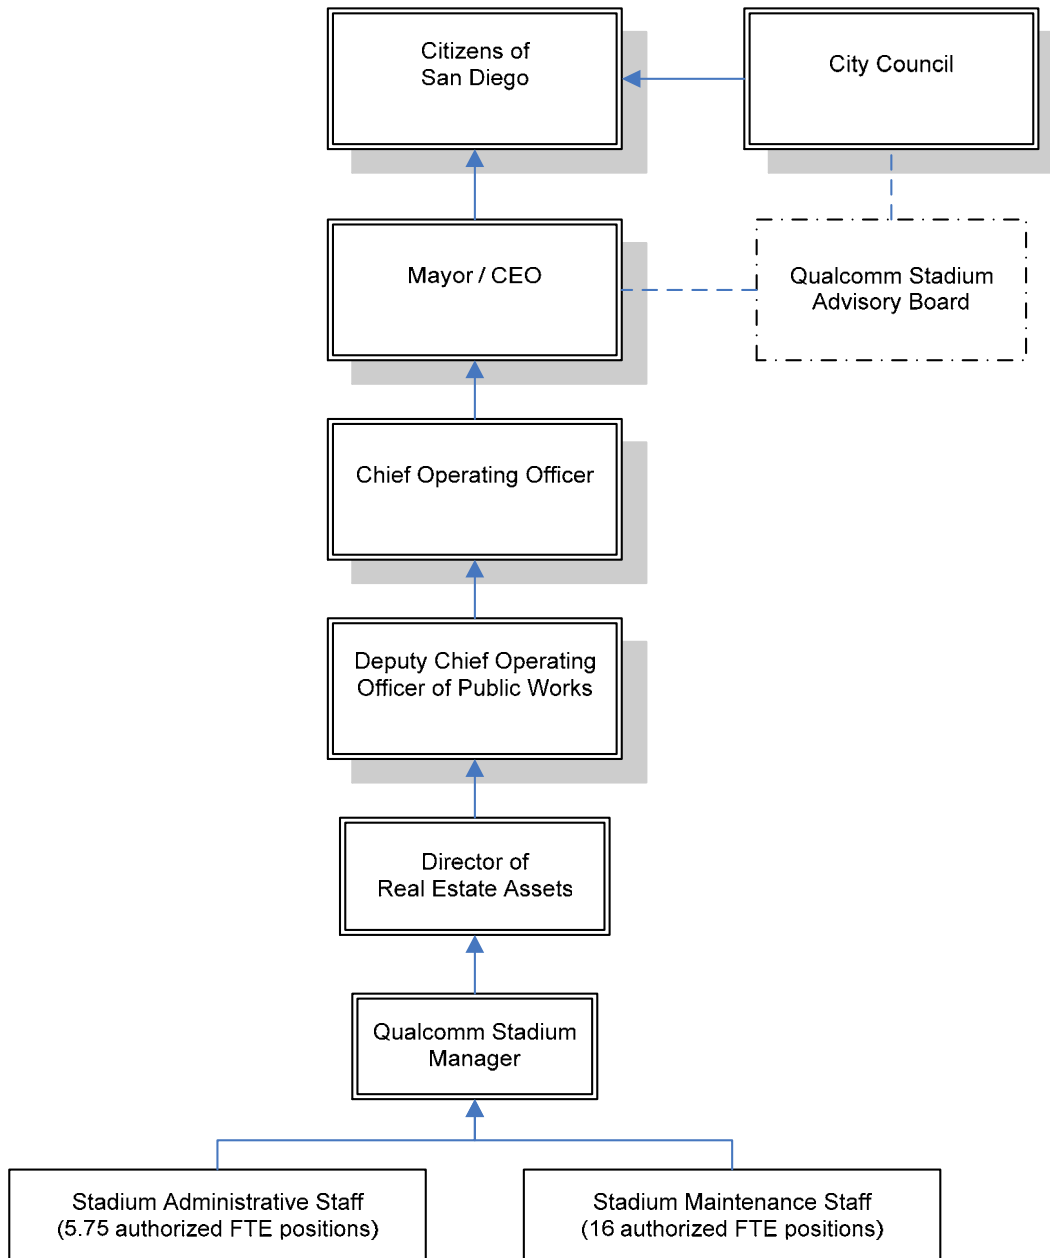 Citizens of
San Diego
City Council
Mayor / CEO
Qualcomm Stadium
Advisory Board
Chief Operating Officer
Deputy Chief Operating
Officer of Public Works
Director of
Real Estate Assets
Qualcomm Stadium
Manager
Stadium Administrative Staff
(5.75 authorized FTE positions)
Stadium Maintenance Staff
(16 authorized FTE positions)